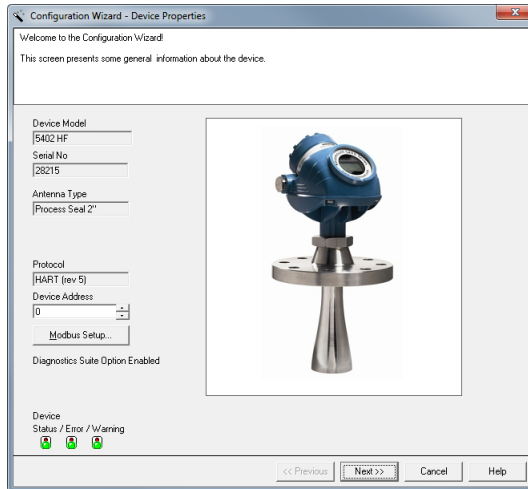 Configuration Wizard - Device Properties
Welcome to the Configuration Wizard!
This screen presents some general information about the device.
Device Model
5402 HF
Serial No
28215
Antenna Type
Process Seal 2"
Protocol
HART (rev 5)
Device Address
0
Modbus Setup...
Diagnostics Suite Option Enabled
Device
Status / Error / Warning
<< Previous
Next >>
Cancel
Help